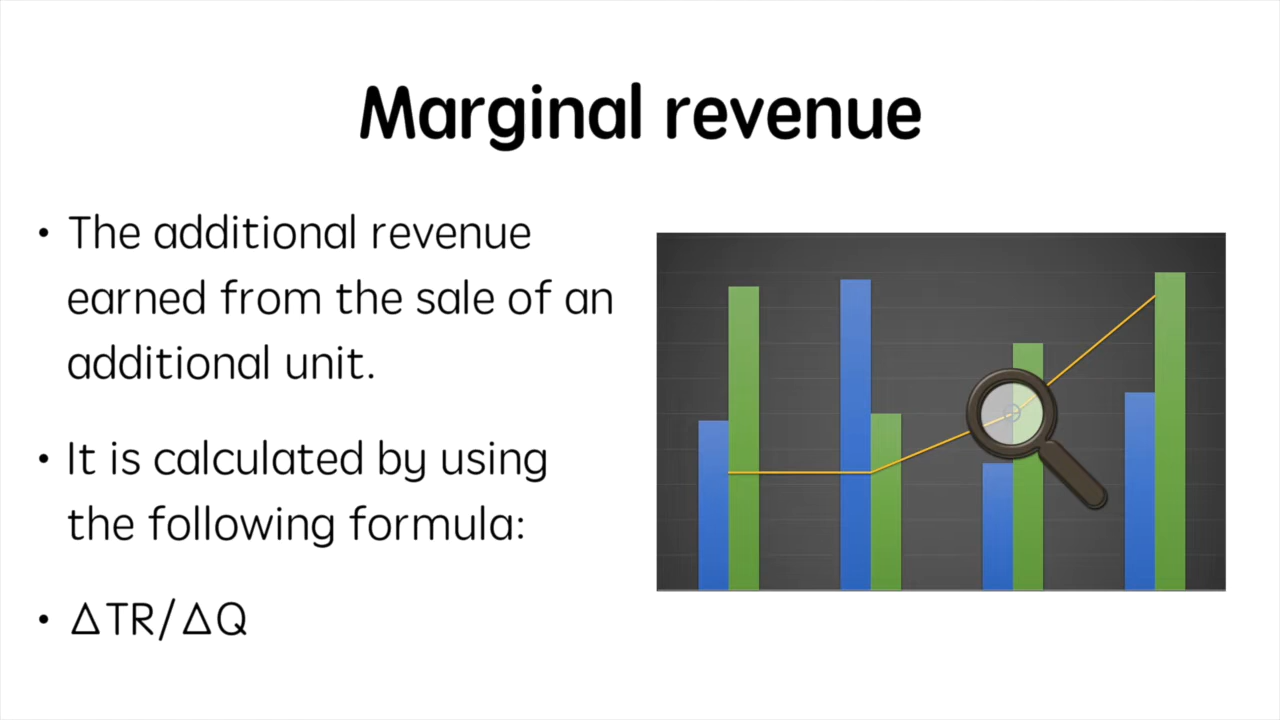 Marginal revenue
• The additional revenue
earned from the sale of an
additional unit.
• It is calculated by using
the following formula:
• ΔTR/ΔQ